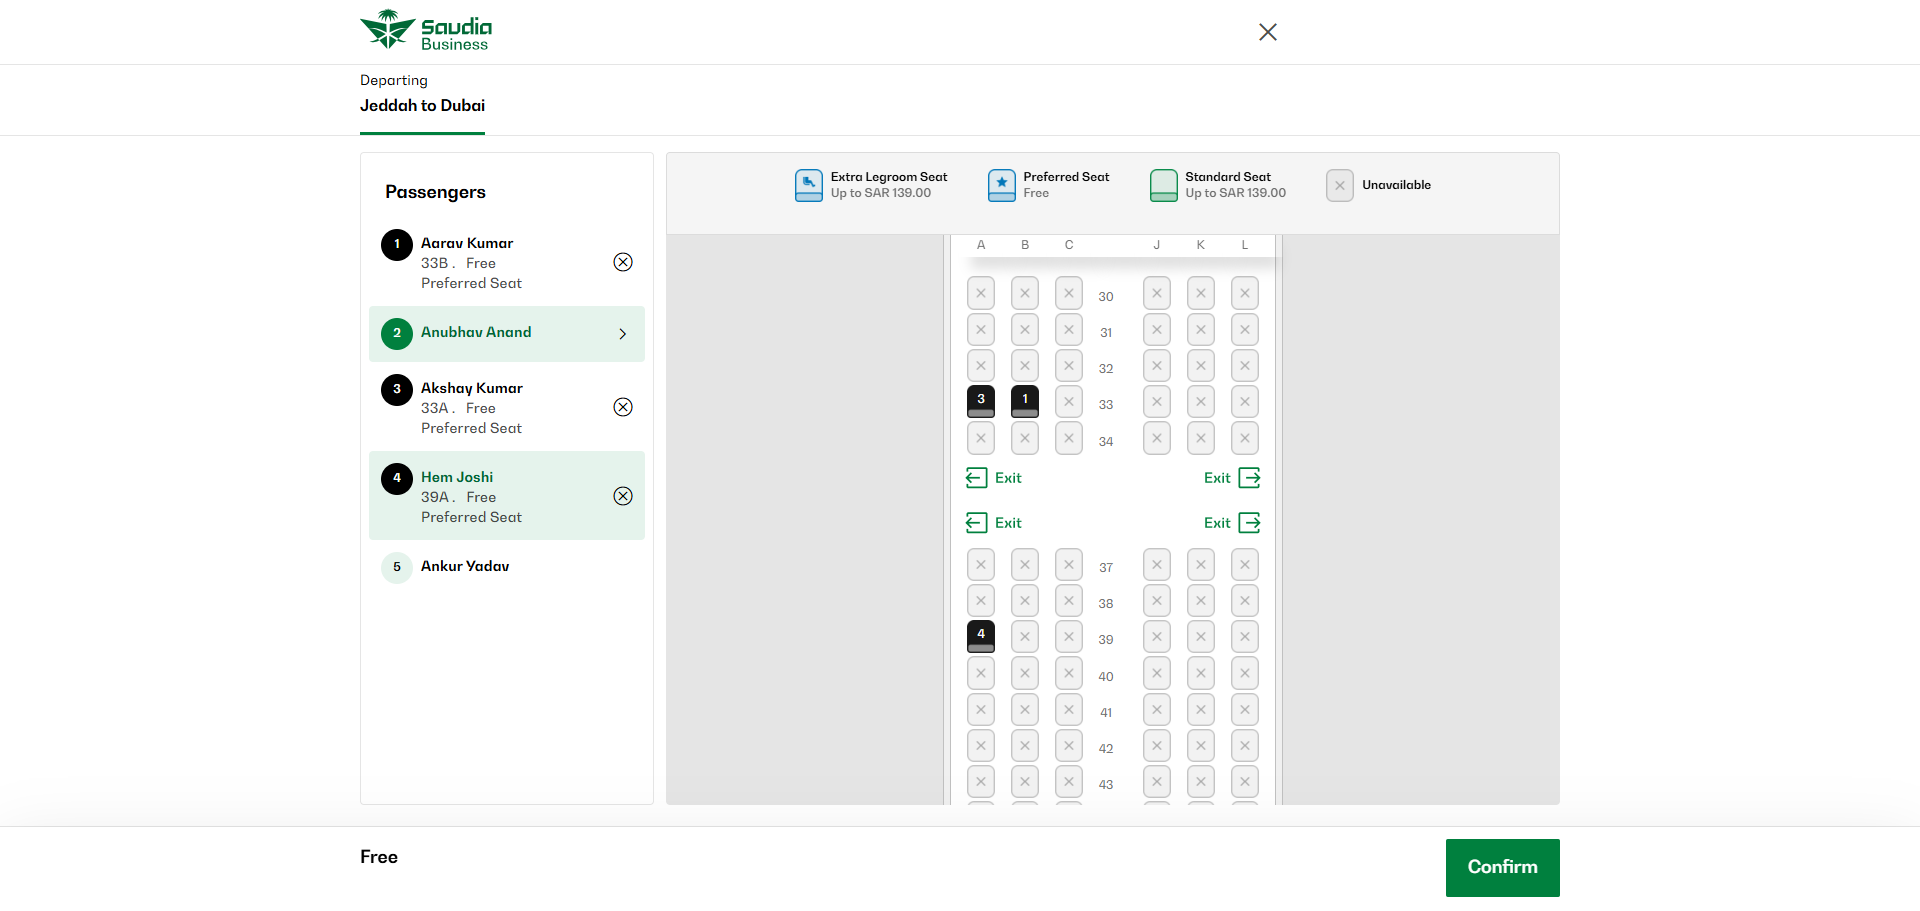 Saudia
Business
Departing
Jeddah to Dubai
Passengers
1
Aarav Kumar
33B . Free
Preferred Seat
2
Anubhav Anand
3
Akshay Kumar
33A . Free
Preferred Seat
4
Hem Joshi
39A . Free
Preferred Seat
5
Ankur Yadav
Extra Legroom Seat
Up to SAR 139.00
Preferred Seat
Free
Standard Seat
Up to SAR 139.00
Unavailable
A B C J K L
30
31
32
3 1 33
34
Exit Exit
Exit Exit
37
38
4 39
40
41
42
43
Free
Confirm